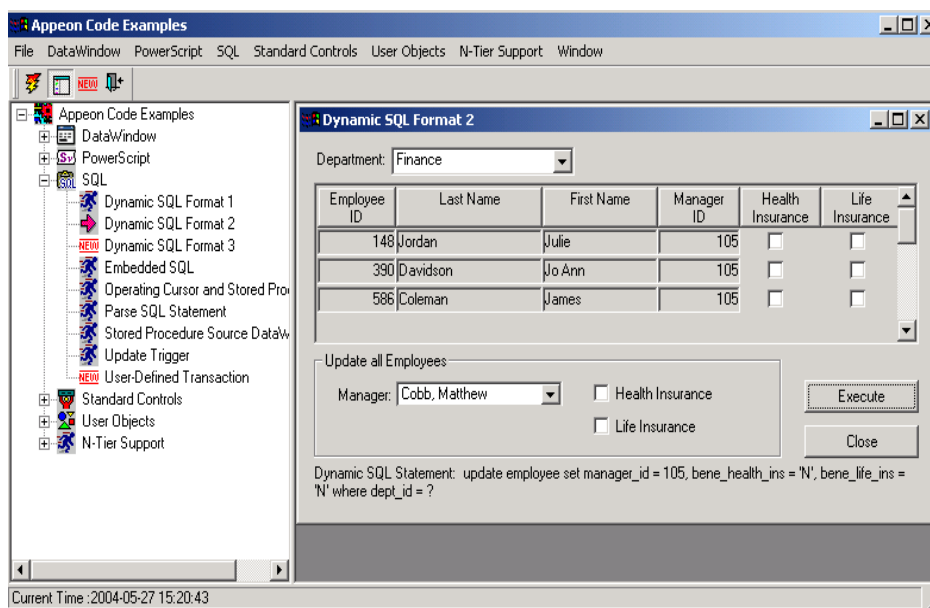 Appeon Code Examples
File DataWindow PowerScript SQL Standard Controls User Objects N-Tier Support Window
NEW
Appeon Code Examples
DataWindow
PowerScript
SQL
Dynamic SQL Format 1
Dynamic SQL Format 2
NEW Dynamic SQL Format 3
Embedded SQL
Operating Cursor and Stored Pro
Parse SQL Statement
Stored Procedure Source DataW
Update Trigger
NEW User-Defined Transaction
Standard Controls
User Objects
N-Tier Support
Dynamic SQL Format 2
Department: Finance
Employee ID Last Name First Name Manager ID Health Insurance Life Insurance
148 Jordan Julie 105
390 Davidson Jo Ann 105
586 Coleman James 105
Update all Employees
Manager: Cobb, Matthew Health Insurance
Life Insurance
Execute
Close
Dynamic SQL Statement: update employee set manager_id = 105, bene_health_ins = 'N', bene_life_ins =
'N' where dept_id = ?
Current Time :2004-05-27 15:20:43